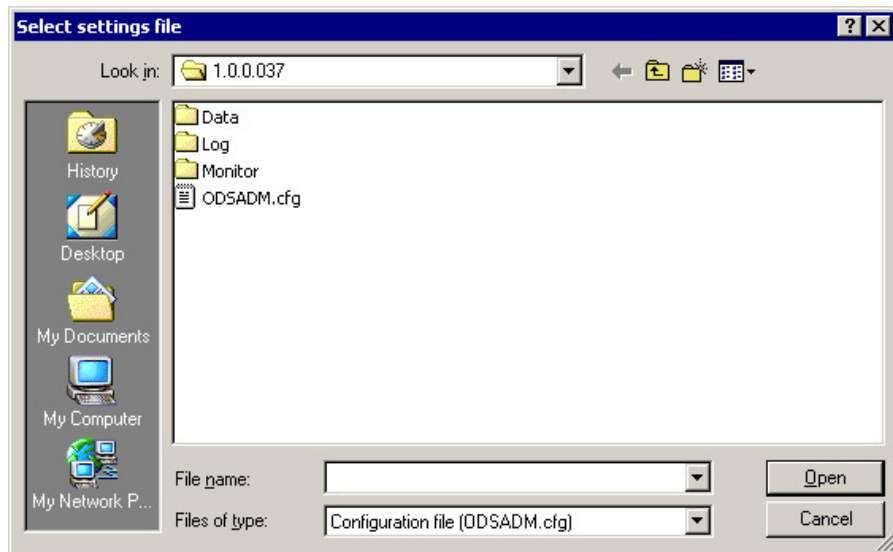 Select settings file
Look in: 1.0.0.037
History
Desktop
My Documents
My Computer
My Network P...
Data
Log
Monitor
ODSADM.cfg
File name: Open
Files of type: Configuration file (ODSADM.cfg) Cancel